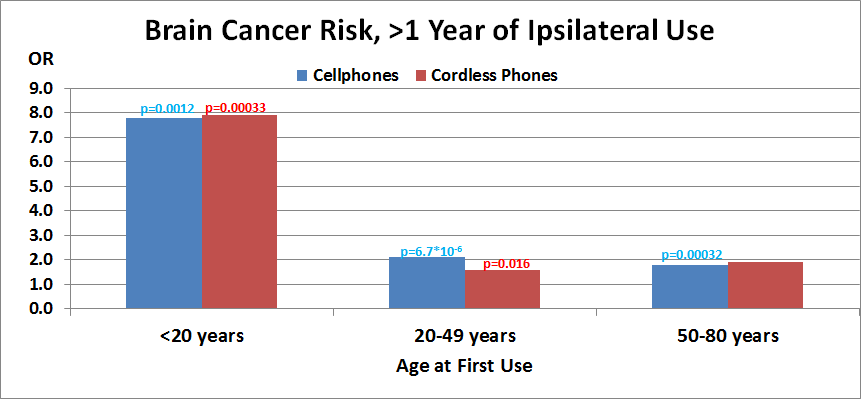 Brain Cancer Risk, >1 Year of Ipsilateral Use
OR
Cellphones Cordless Phones
9.0
8.0
7.0
6.0
5.0
4.0
3.0
2.0
1.0
0.0
p=0.0012 p=0.00033
p=6.7*10⁻⁶
p=0.016
p=0.00032
<20 years 20-49 years 50-80 years
Age at First Use